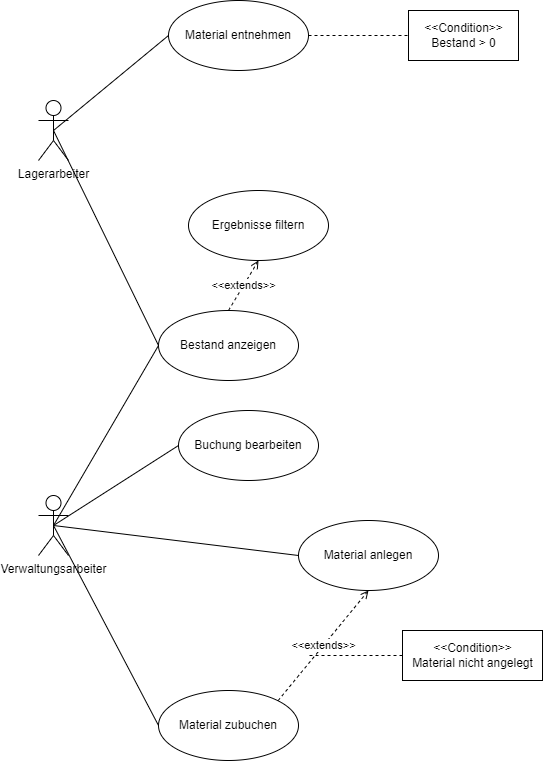 Material entnehmen
<<Condition>>
Bestand > 0
Lagerarbeiter
Ergebnisse filtern
<<extends>>
Bestand anzeigen
Buchung bearbeiten
Material anlegen
Verwaltungsarbeiter
<<extends>>
<<Condition>>
Material nicht angelegt
Material zubuchen